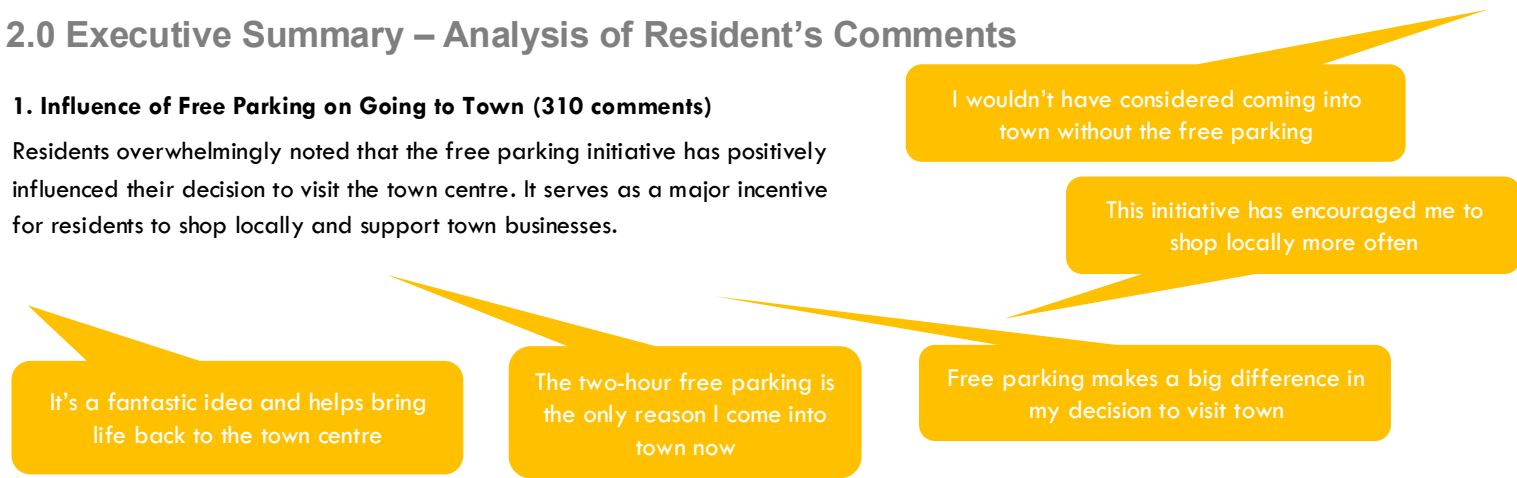 2.0 Executive Summary – Analysis of Resident’s Comments
1. Influence of Free Parking on Going to Town (310 comments)
Residents overwhelmingly noted that the free parking initiative has positively
influenced their decision to visit the town centre. It serves as a major incentive
for residents to shop locally and support town businesses.
I wouldn’t have considered coming into
town without the free parking
This initiative has encouraged me to
shop locally more often
It’s a fantastic idea and helps bring
life back to the town centre
The two-hour free parking is
the only reason I come into
town now
Free parking makes a big difference in
my decision to visit town